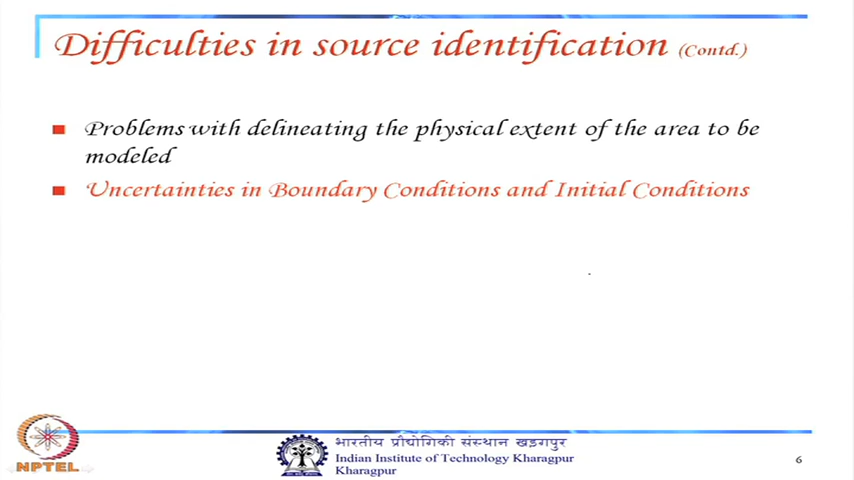 Difficulties in source identification (Contd.)
Problems with delineating the physical extent of the area to be
modeled
Uncertainties in Boundary Conditions and Initial Conditions
NPTEL
भारतीय प्रौद्योगिकी संस्थान खड़गपुर
Indian Institute of Technology Kharagpur
Kharagpur
6